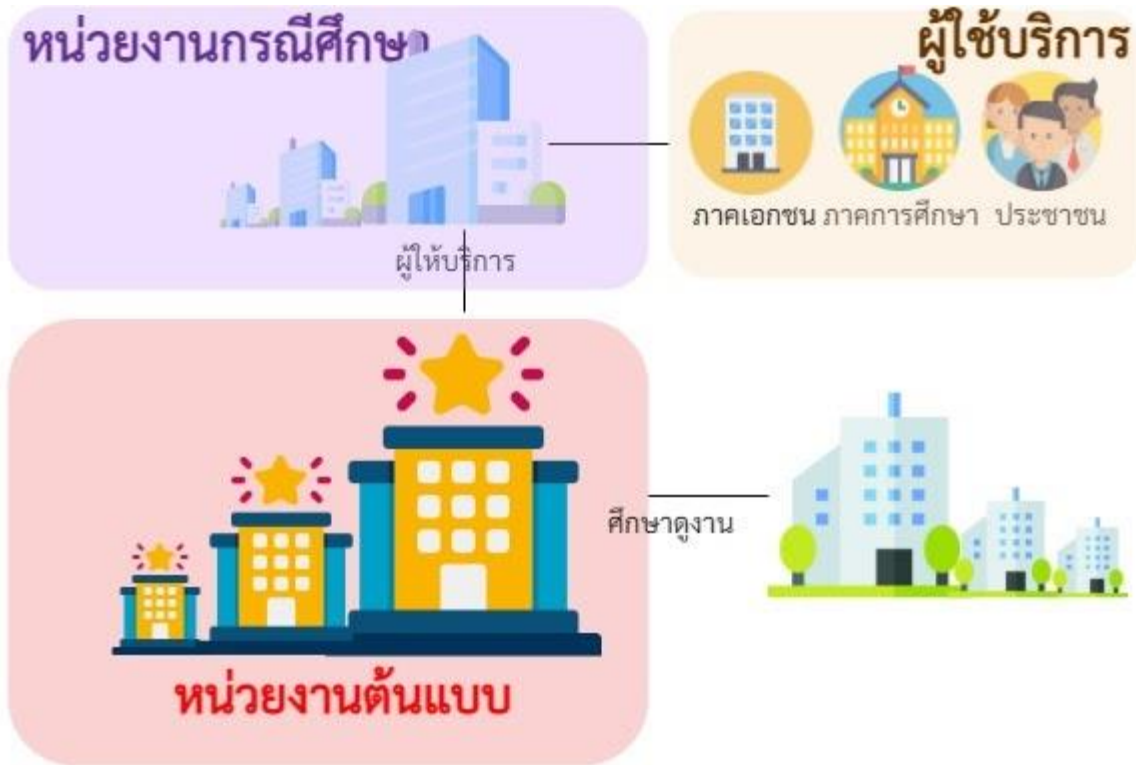 หน่วยงานกรณีศึกษา
ผู้ใช้บริการ
ภาคเอกชน ภาคการศึกษา ประชาชน
ผู้ให้บริการ
ศึกษาดูงาน
หน่วยงานต้นแบบ